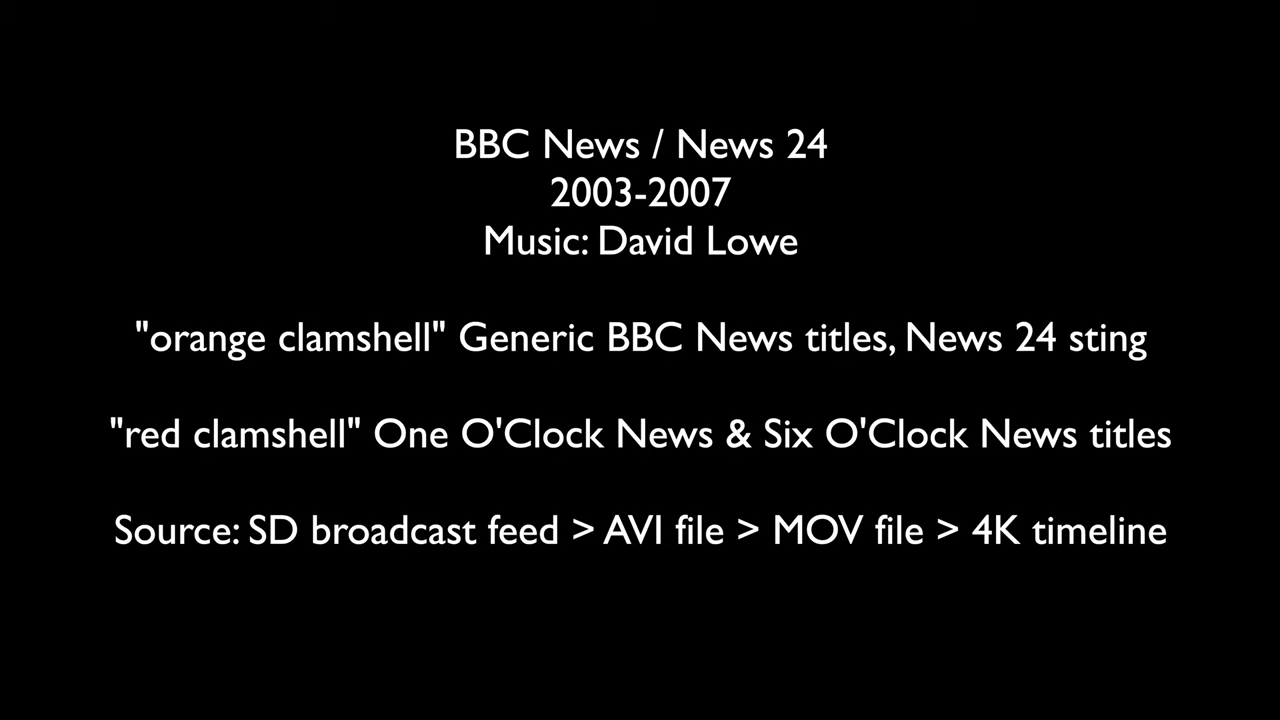 BBC News / News 24
2003-2007
Music: David Lowe
"orange clamshell" Generic BBC News titles, News 24 sting
"red clamshell" One O'Clock News & Six O'Clock News titles
Source: SD broadcast feed > AVI file > MOV file > 4K timeline